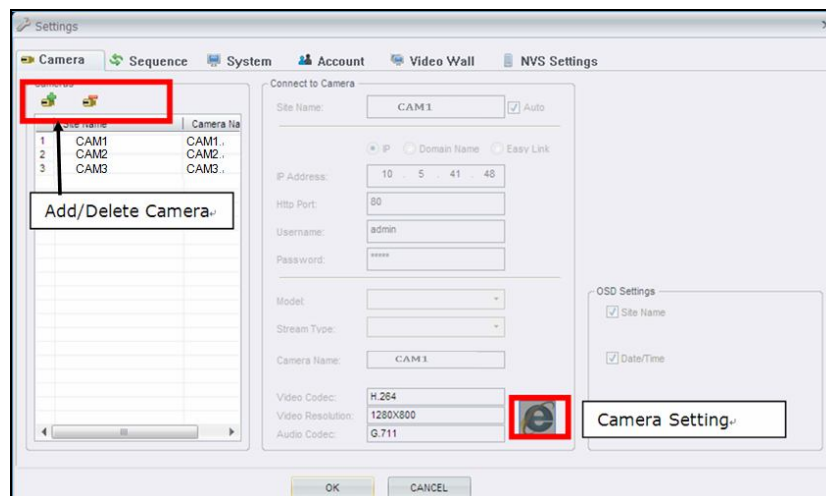 Settings
Camera Sequence System Account Video Wall NVS Settings
Cameras
Site Name Camera Na
1 CAM1 CAM1..
2 CAM2 CAM2..
3 CAM3 CAM3..
Add/Delete Camera
Connect to Camera
Site Name: CAM1 Auto
IP Domain Name Easy Link
IP Address: 10 . 5 . 41 . 48
Http Port: 80
Username: admin
Password: *****
Model:
Stream Type:
Camera Name: CAM1
Video Codec: H.264
Video Resolution: 1280X800
Audio Codec: G.711
OSD Settings
Site Name
Date/Time
Camera Setting
OK CANCEL